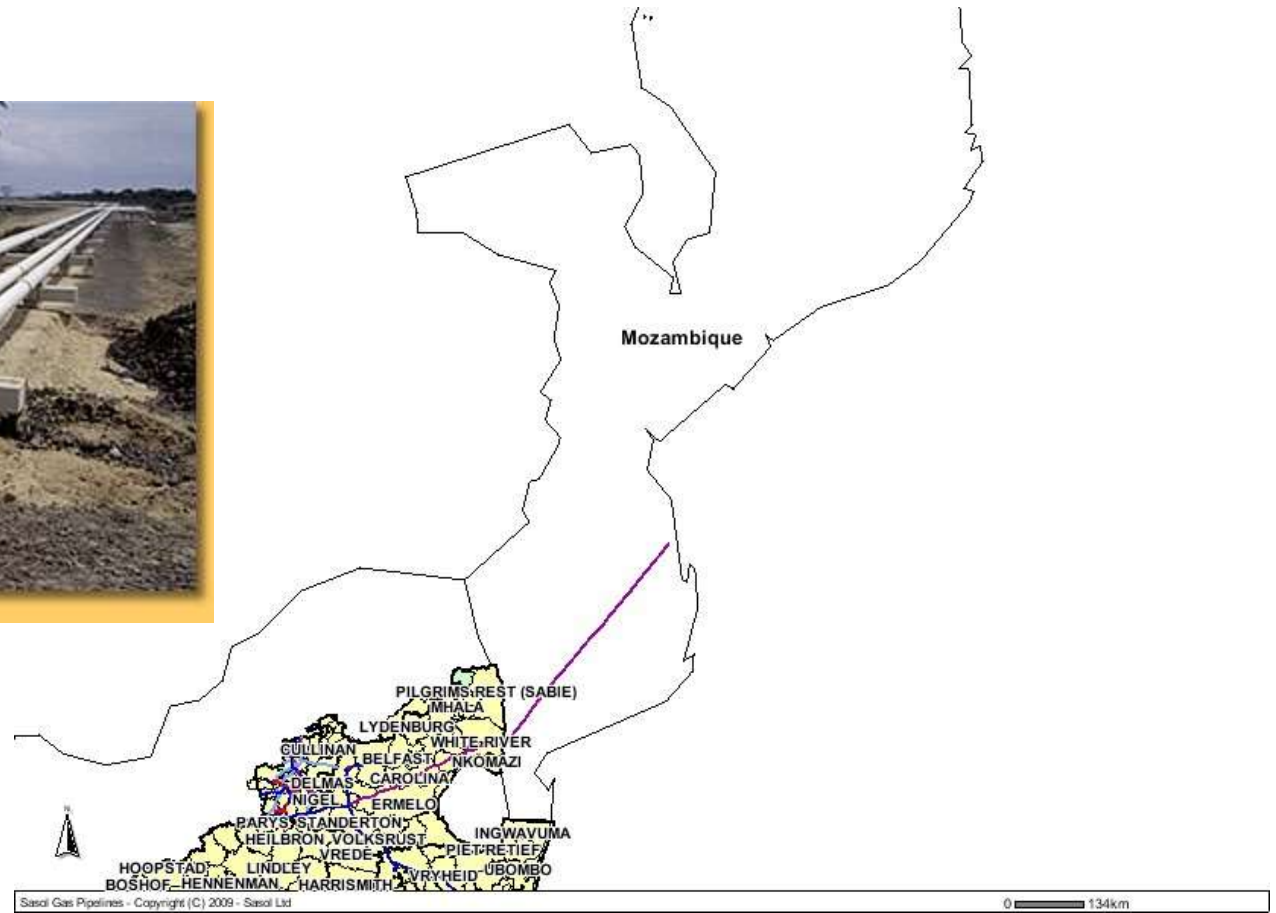 Mozambique
PILGRIMS REST (SABIE)
MHALA
LYDENBURG
WHITE RIVER
CULLINAN
BELFAST
NKOMAZI
CAROLINA
DELMAS
NIGEL
ERMELO
PARYS STANDERTON
INGWAVUMA
HEILBRON VOLKSRUST
PIET RETIEF
VREDE
HOOPSTAD
LINDLEY
VRYHEID
UBOMBO
BOSHOF
HENNENMAN
HARRISMITH
N
Sasol Gas Pipelines - Copyright (C) 2009 - Sasol Ltd
0
134km